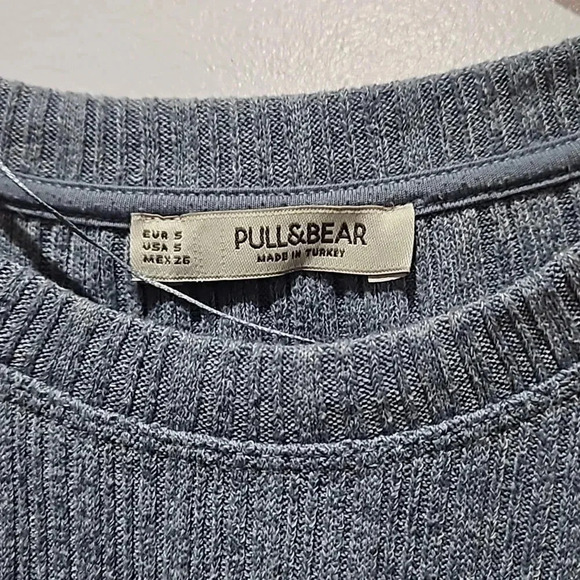 EUR S
USA S
MEX 26
PULL&BEAR
MADE IN TURKEY